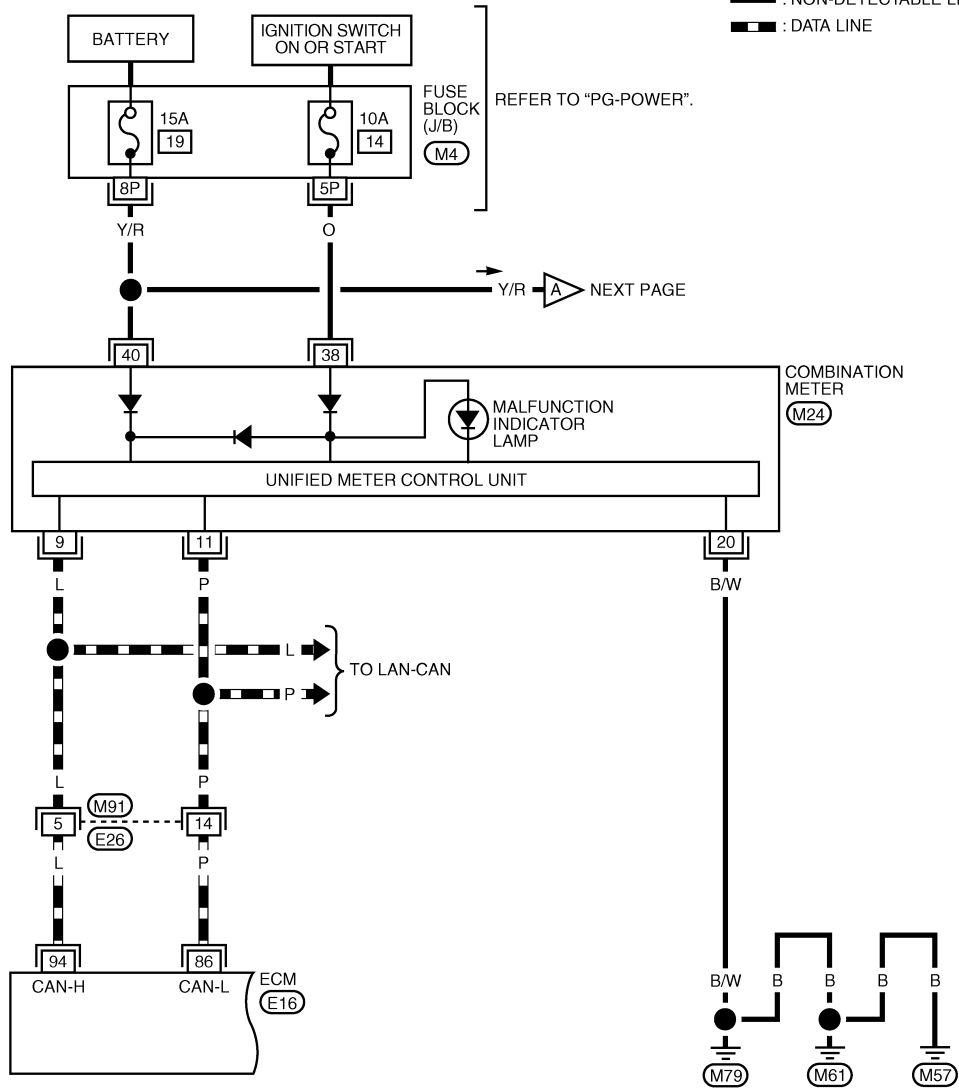 : NON-DETECTABLE
: DATA LINE
BATTERY
IGNITION SWITCH
ON OR START
FUSE
BLOCK
(J/B)
M4
REFER TO "PG-POWER".
15A
19
10A
14
8P
5P
Y/R
O
Y/R
A
NEXT PAGE
40
38
COMBINATION
METER
M24
MALFUNCTION
INDICATOR
LAMP
UNIFIED METER CONTROL UNIT
9
11
20
L
P
B/W
L
P
TO LAN-CAN
L
P
M91
5
14
E26
L
P
94
86
CAN-H
CAN-L
ECM
E16
B/W
B
B
B
B
M79
M61
M57